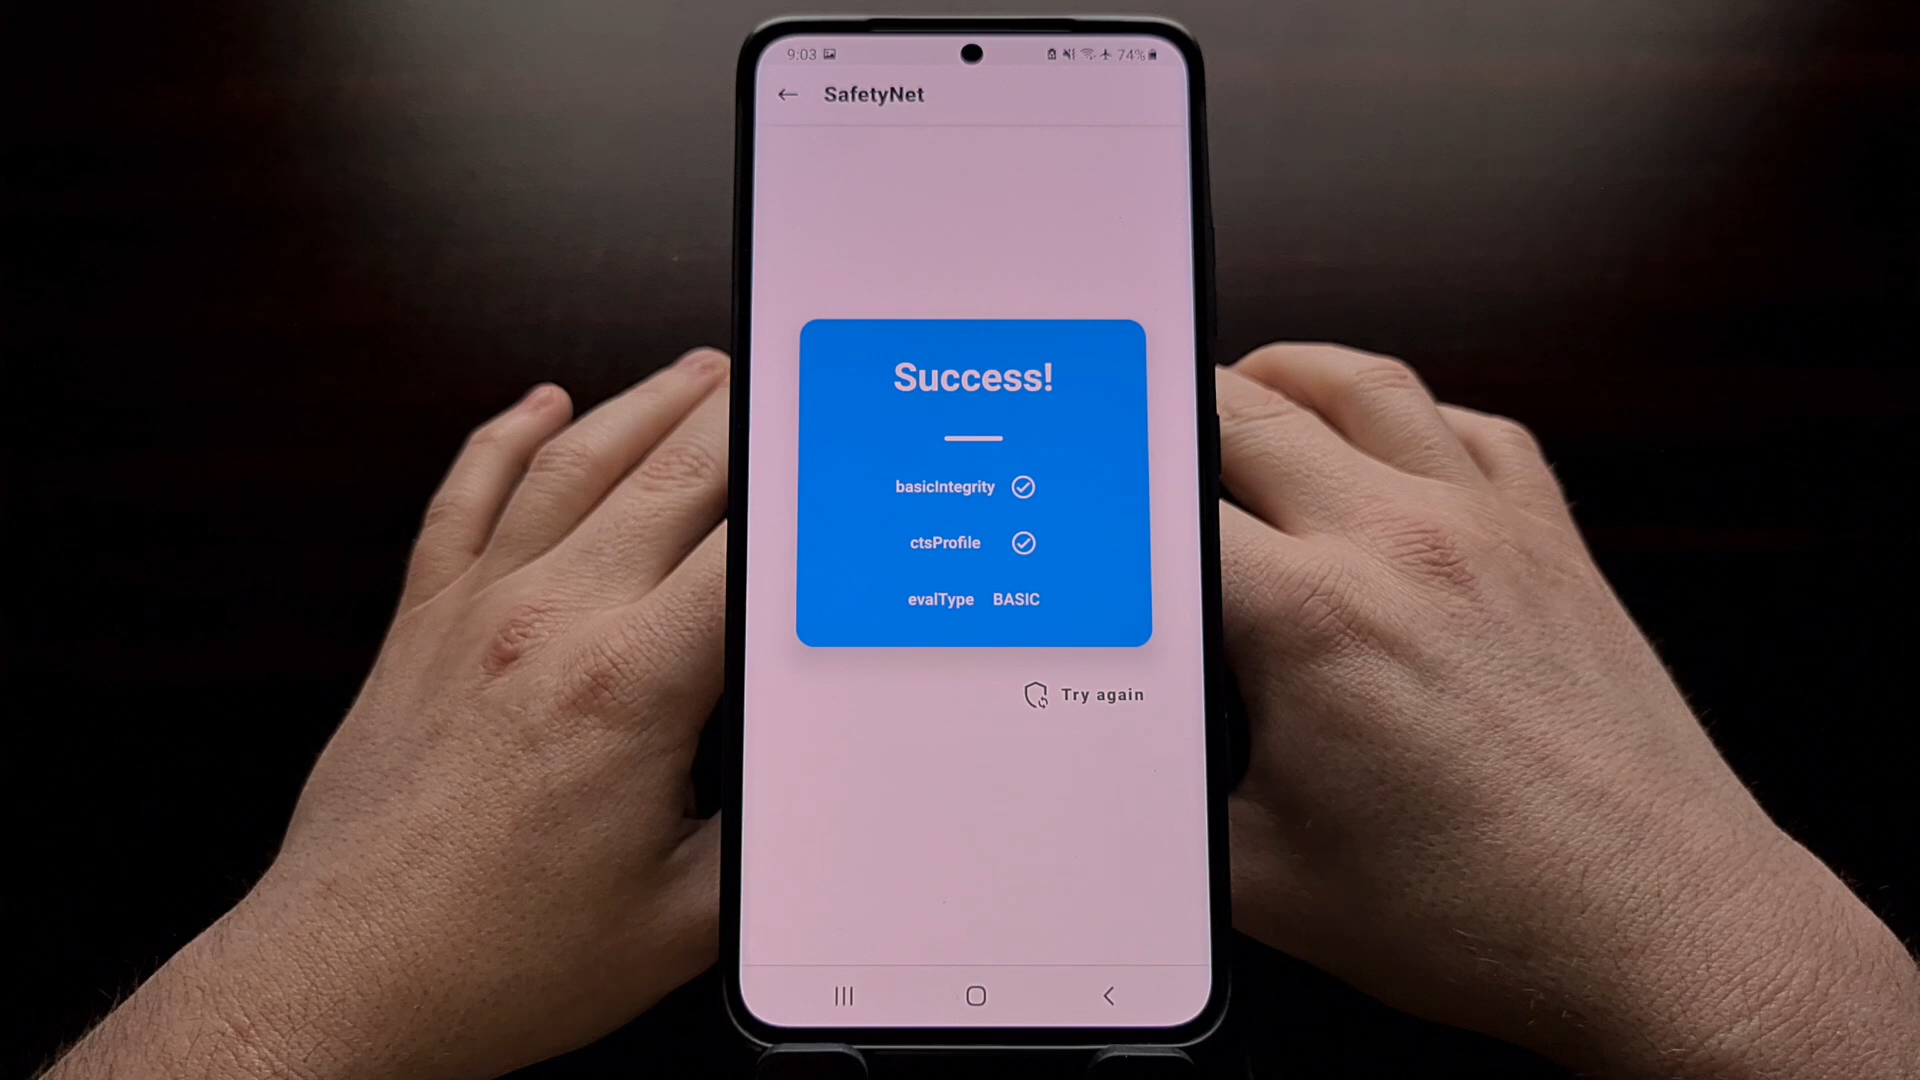 9:03 74%
SafetyNet
Success!
basicIntegrity
ctsProfile
evalType BASIC
Try again